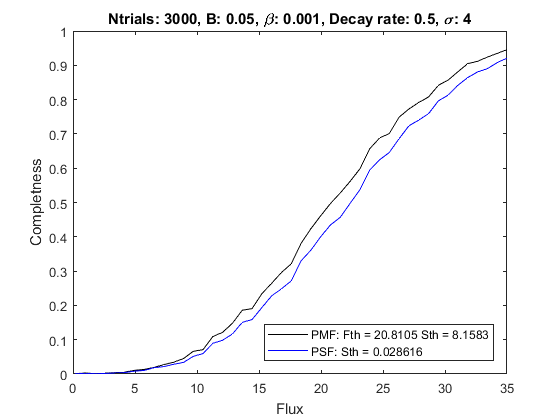 Ntrials: 3000, B: 0.05, β: 0.001, Decay rate: 0.5, σ: 4
1
0.9
0.8
0.7
0.6
0.5
0.4
0.3
0.2
0.1
0
Completness
PMF: Fth = 20.8105 Sth = 8.1583
PSF: Sth = 0.028616
0 5 10 15 20 25 30 35
Flux